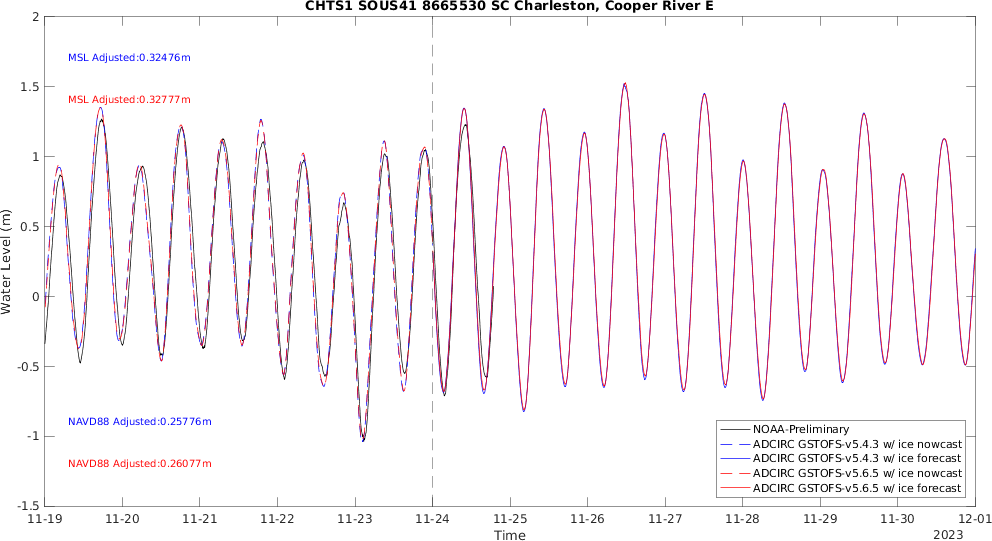 CHTS1 SOUS41 8665530 SC Charleston, Cooper River E
2
1.5
1
0.5
0
-0.5
-1
-1.5
Water Level (m)
MSL Adjusted:0.32476m
MSL Adjusted:0.32777m
NAVD88 Adjusted:0.25776m
NAVD88 Adjusted:0.26077m
NOAA-Preliminary
ADCIRC GSTOFS-v5.4.3 w/ ice nowcast
ADCIRC GSTOFS-v5.4.3 w/ ice forecast
ADCIRC GSTOFS-v5.6.5 w/ ice nowcast
ADCIRC GSTOFS-v5.6.5 w/ ice forecast
11-19 11-20 11-21 11-22 11-23 11-24 11-25 11-26 11-27 11-28 11-29 11-30 12-01
Time
2023